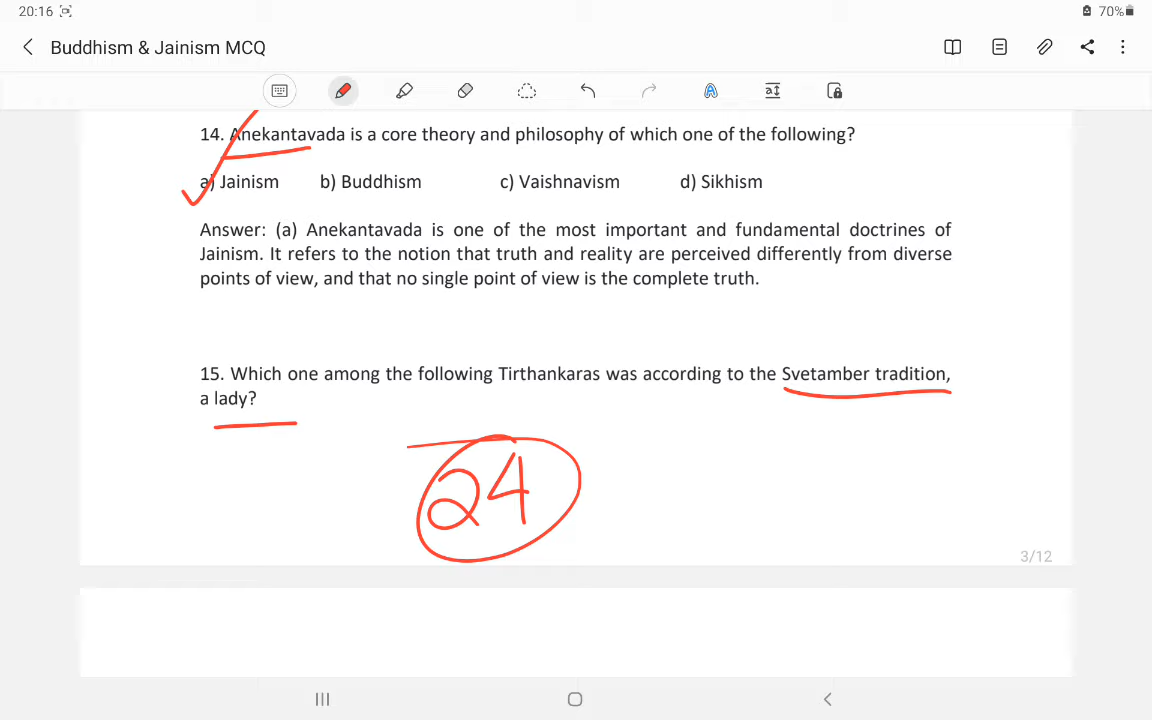 20:16 70%
Buddhism & Jainism MCQ
14. Anekantavada is a core theory and philosophy of which one of the following?
a) Jainism b) Buddhism c) Vaishnavism d) Sikhism
Answer: (a) Anekantavada is one of the most important and fundamental doctrines of
Jainism. It refers to the notion that truth and reality are perceived differently from diverse
points of view, and that no single point of view is the complete truth.
15. Which one among the following Tirthankaras was according to the Svetamber tradition,
a lady?
24
3/12